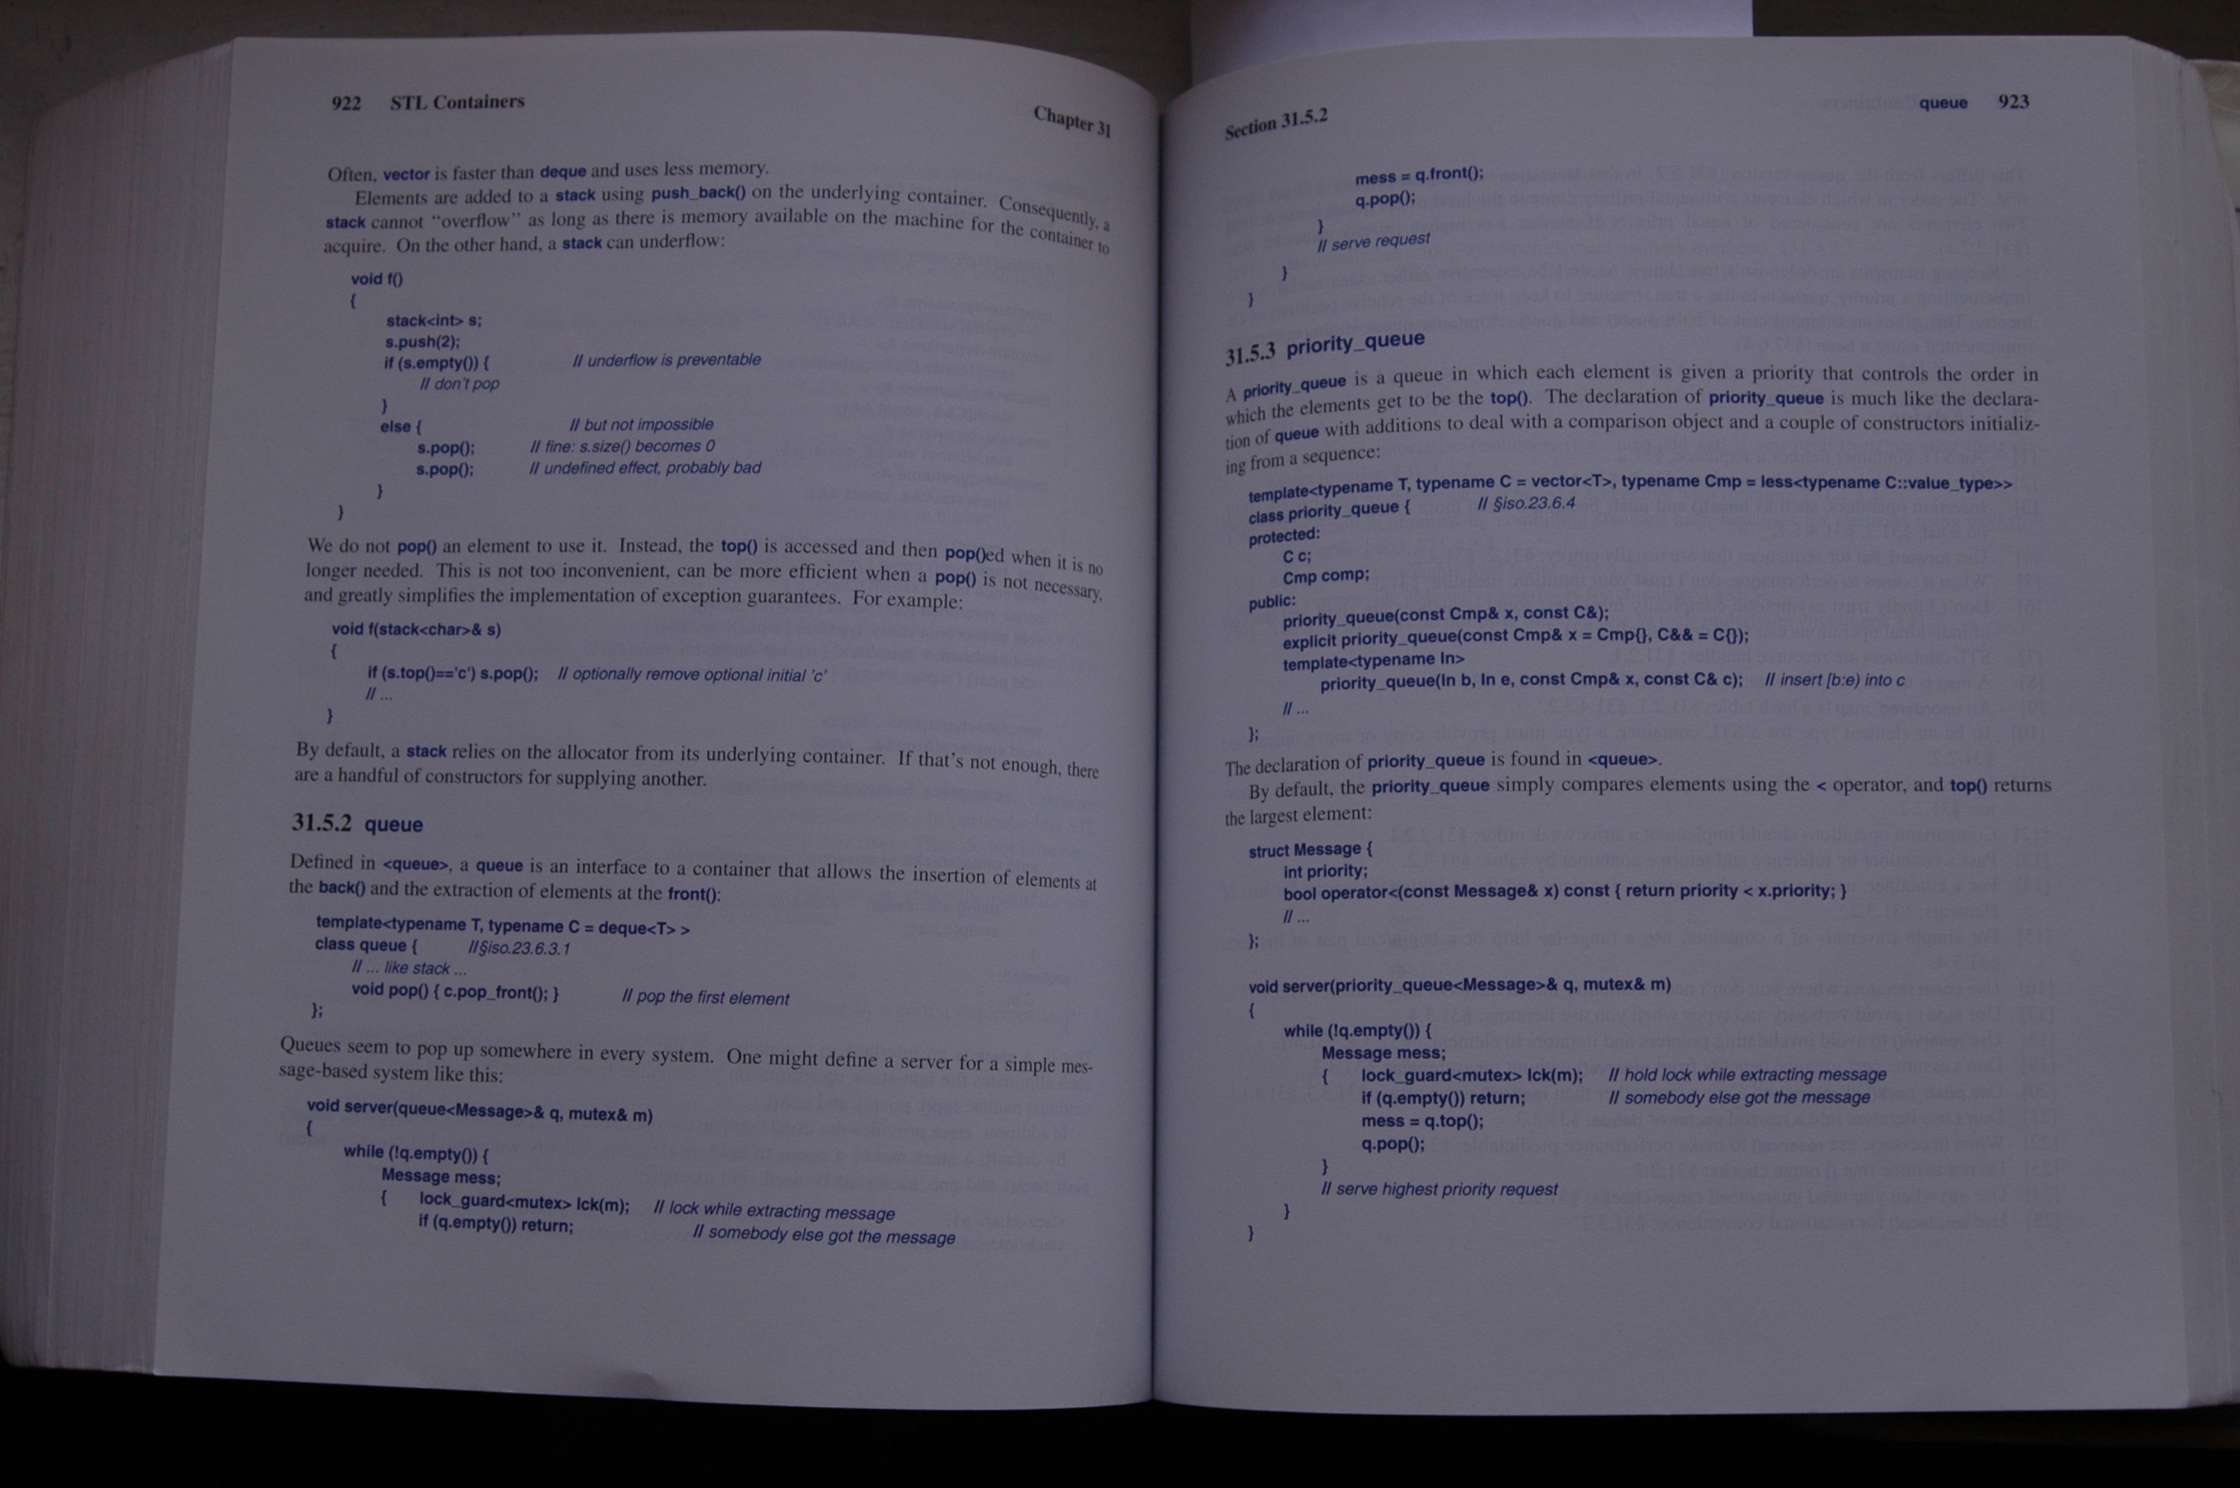 922 STL Containers Chapter 31
Often, vector is faster than deque and uses less memory.
Elements are added to a stack using push_back() on the underlying container. Consequently, a
stack cannot “overflow” as long as there is memory available on the machine for the container to
acquire. On the other hand, a stack can underflow:
void f()
{
stack<int> s;
s.push(2);
if (s.empty()) { // underflow is preventable
// don't pop
}
else { // but not impossible
s.pop(); // fine: s.size() becomes 0
s.pop(); // undefined effect, probably bad
}
}
We do not pop() an element to use it. Instead, the top() is accessed and then pop()ed when it is no
longer needed. This is not too inconvenient, can be more efficient when a pop() is not necessary,
and greatly simplifies the implementation of exception guarantees. For example:
void f(stack<char>& s)
{
if (s.top()=='c') s.pop(); // optionally remove optional initial 'c'
// ...
}
By default, a stack relies on the allocator from its underlying container. If that's not enough, there
are a handful of constructors for supplying another.
31.5.2 queue
Defined in <queue>, a queue is an interface to a container that allows the insertion of elements at
the back() and the extraction of elements at the front():
template<typename T, typename C = deque<T> >
class queue { //§iso.23.6.3.1
// ... like stack ...
void pop() { c.pop_front(); } // pop the first element
};
Queues seem to pop up somewhere in every system. One might define a server for a simple mes-
sage-based system like this:
void server(queue<Message>& q, mutex& m)
{
while (!q.empty()) {
Message mess;
{ lock_guard<mutex> lck(m); // lock while extracting message
if (q.empty()) return; // somebody else got the message
Section 31.5.2 queue 923
mess = q.front();
q.pop();
}
// serve request
}
}
31.5.3 priority_queue
A priority_queue is a queue in which each element is given a priority that controls the order in
which the elements get to be the top(). The declaration of priority_queue is much like the declara-
tion of queue with additions to deal with a comparison object and a couple of constructors initializ-
ing from a sequence:
template<typename T, typename C = vector<T>, typename Cmp = less<typename C::value_type>>
class priority_queue { // §iso.23.6.4
protected:
C c;
Cmp comp;
public:
priority_queue(const Cmp& x, const C&);
explicit priority_queue(const Cmp& x = Cmp{}, C&& = C{});
template<typename In>
priority_queue(In b, In e, const Cmp& x, const C& c); // insert [b:e) into c
// ...
};
The declaration of priority_queue is found in <queue>.
By default, the priority_queue simply compares elements using the < operator, and top() returns
the largest element:
struct Message {
int priority;
bool operator<(const Message& x) const { return priority < x.priority; }
// ...
};
void server(priority_queue<Message>& q, mutex& m)
{
while (!q.empty()) {
Message mess;
{ lock_guard<mutex> lck(m); // hold lock while extracting message
if (q.empty()) return; // somebody else got the message
mess = q.top();
q.pop();
}
// serve highest priority request
}
}